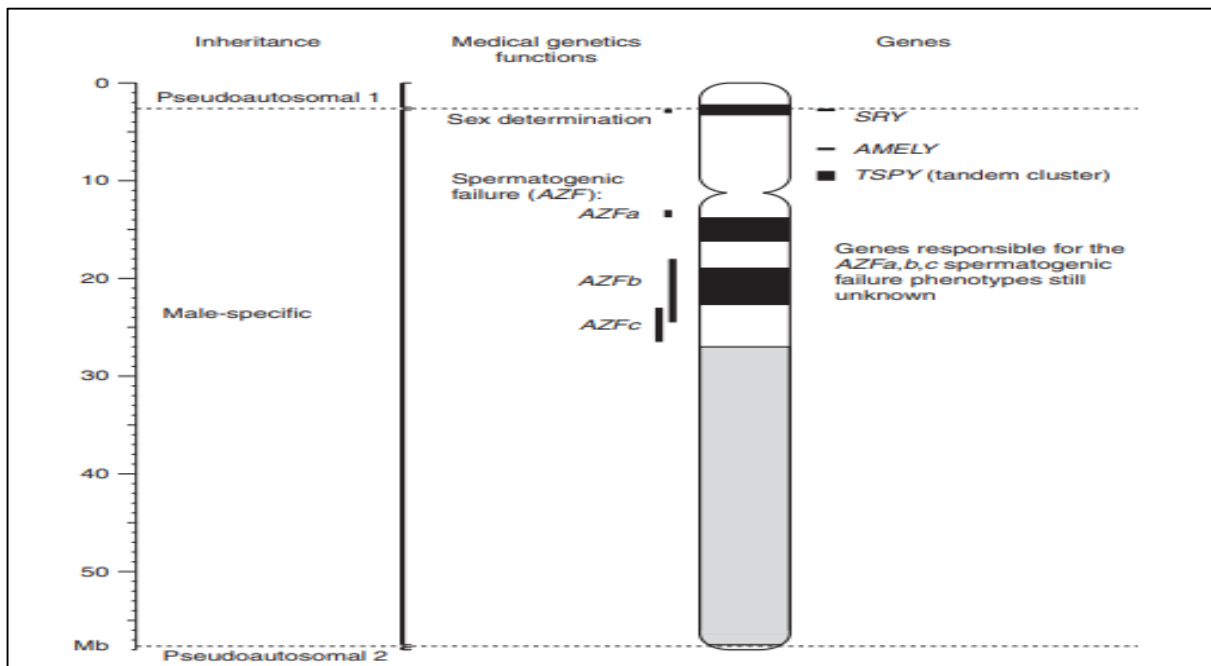 Inheritance
Medical genetics
functions
Genes
0
Pseudoautosomal 1
Sex determination
SRY
AMELY
10
Spermatogenic
failure (AZF):
TSPY (tandem cluster)
AZFa
Genes responsible for the
AZFa,b,c spermatogenic
failure phenotypes still
unknown
20
AZFb
Male-specific
AZFc
30
40
50
Mb
Pseudoautosomal 2